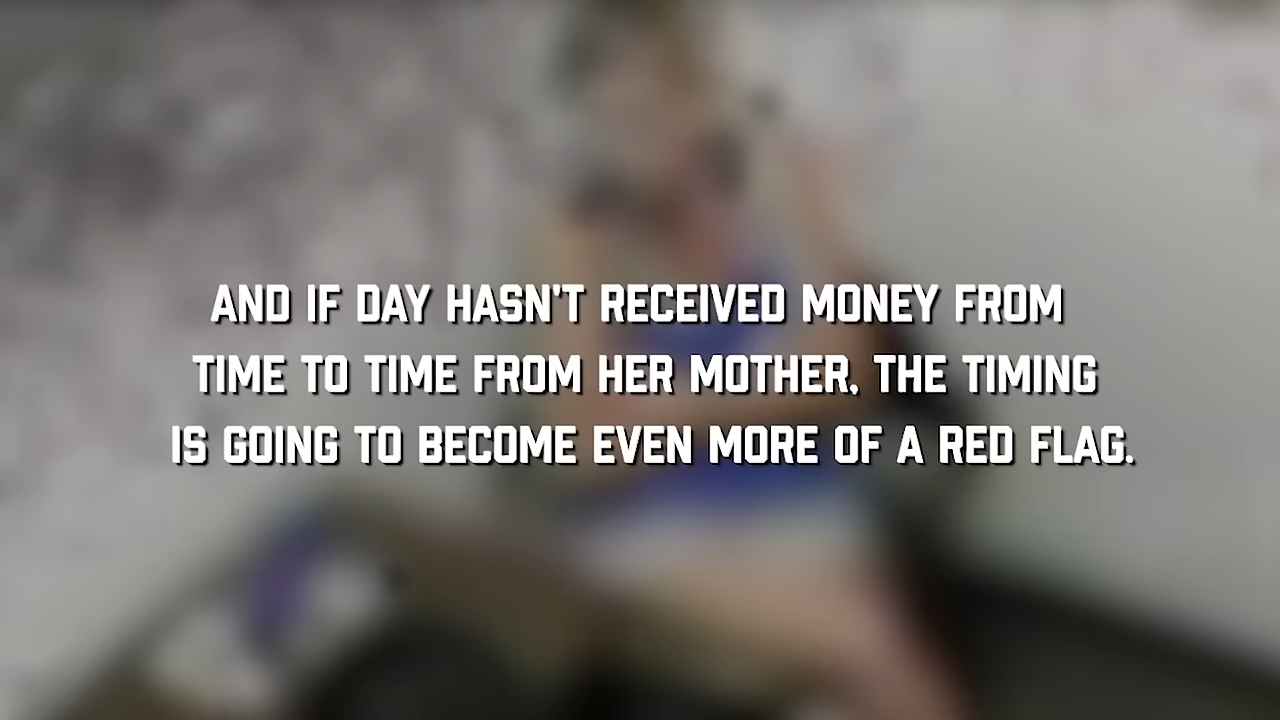 AND IF DAY HASN'T RECEIVED MONEY FROM
TIME TO TIME FROM HER MOTHER, THE TIMING
IS GOING TO BECOME EVEN MORE OF A RED FLAG.